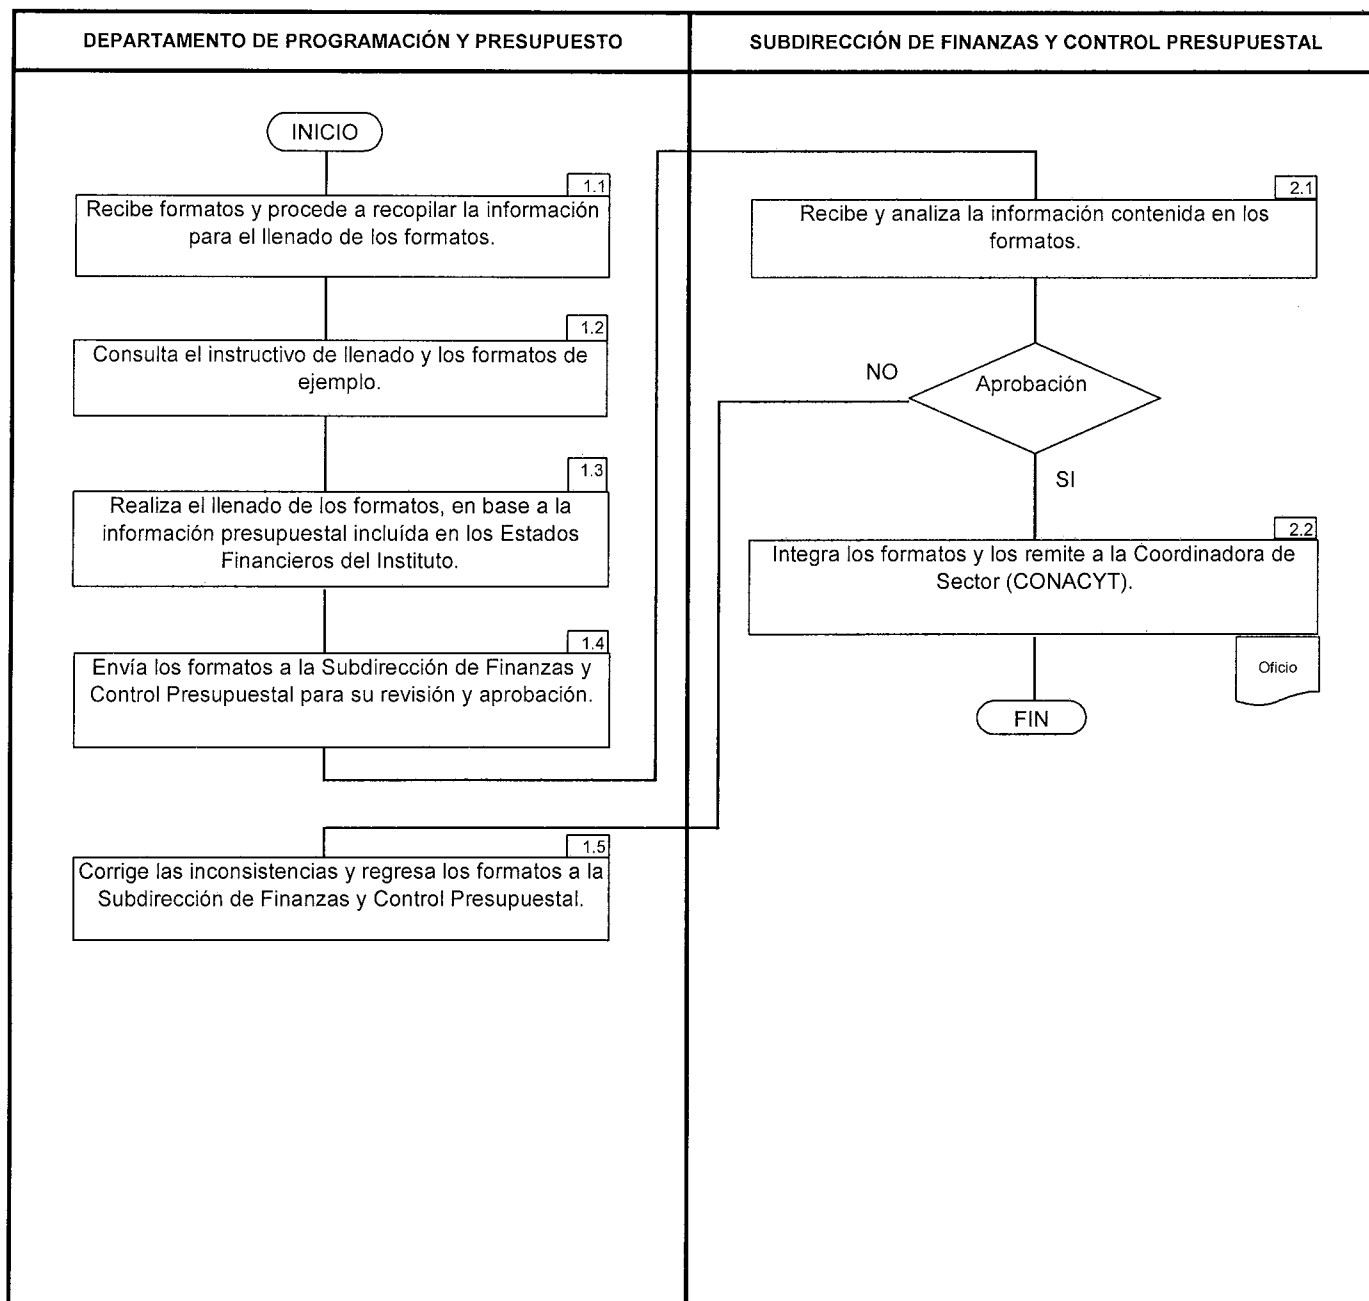 DEPARTAMENTO DE PROGRAMACIÓN Y PRESUPUESTO
SUBDIRECCIÓN DE FINANZAS Y CONTROL PRESUPUESTAL
INICIO
1.1
Recibe formatos y procede a recopilar la información
para el llenado de los formatos.
1.2
Consulta el instructivo de llenado y los formatos de
ejemplo.
1.3
Realiza el llenado de los formatos, en base a la
información presupuestal incluída en los Estados
Financieros del Instituto.
1.4
Envía los formatos a la Subdirección de Finanzas y
Control Presupuestal para su revisión y aprobación.
1.5
Corrige las inconsistencias y regresa los formatos a la
Subdirección de Finanzas y Control Presupuestal.
2.1
Recibe y analiza la información contenida en los
formatos.
NO
Aprobación
SI
2.2
Integra los formatos y los remite a la Coordinadora de
Sector (CONACYT).
Oficio
FIN